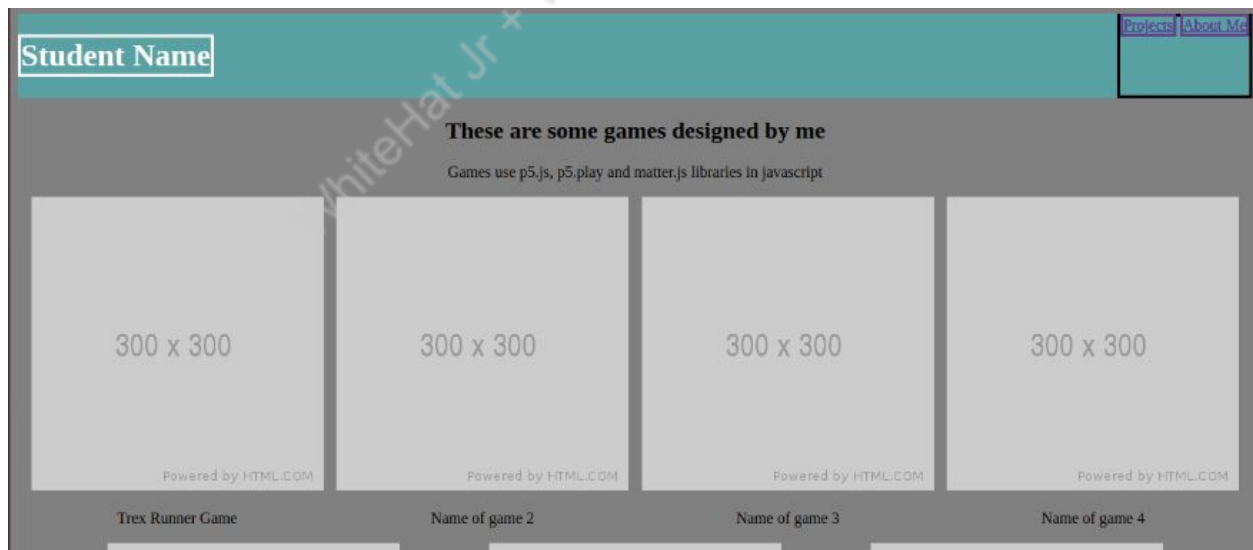 Projects About Me
Student Name
WhiteHat Jr +
These are some games designed by me
Games use p5.js, p5.play and matter.js libraries in javascript
300 x 300 300 x 300 300 x 300 300 x 300
Powered by HTML.COM Powered by HTML.COM Powered by HTML.COM Powered by HTML.COM
Trex Runner Game Name of game 2 Name of game 3 Name of game 4